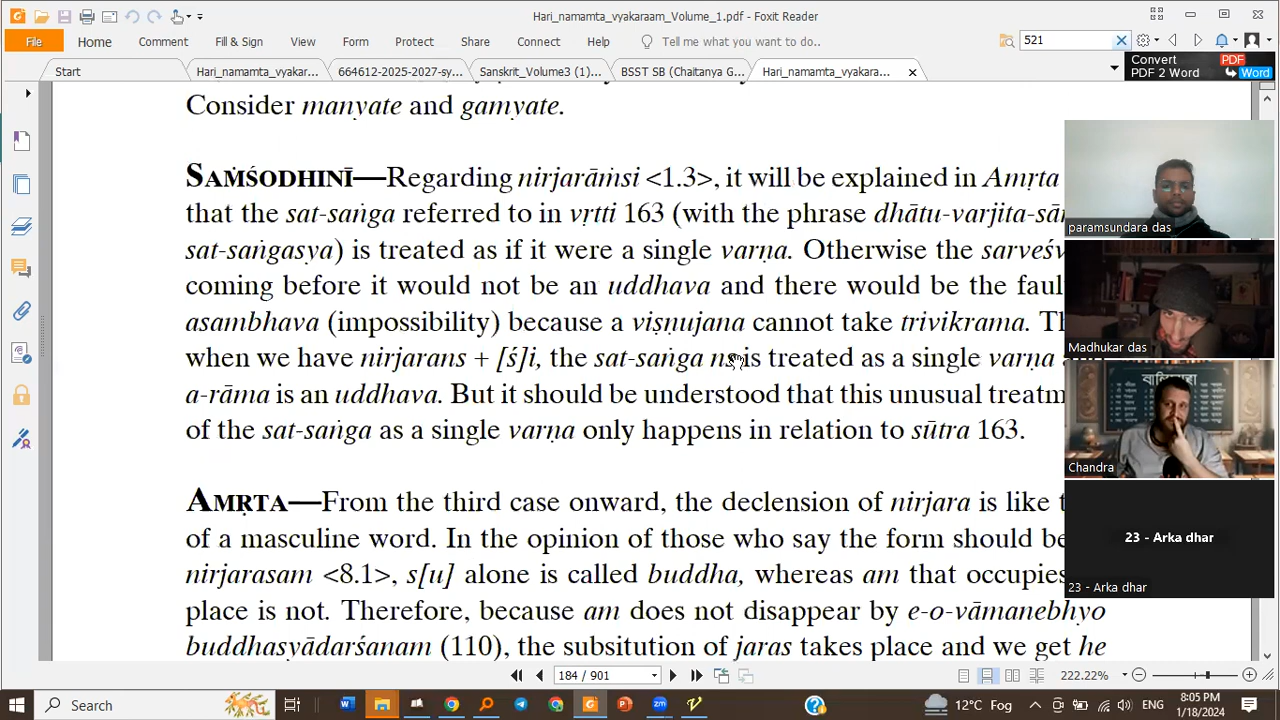 Hari_namamta_vyakaraam_Volume_1.pdf - Foxit Reader
File Home Comment Fill & Sign View Form Protect Share Connect Help Tell me what you want to do.. 521
Start Hari_namamta_vyakar... 664612-2025-2027-sy... Sanskrit_Volume3 (1)... BSST SB (Chaitanya G... Hari_namamta_vyakara... Convert
PDF 2 Word PDF Word
Consider manyate and gamyate.
SAṀŚODHINĪ—Regarding nirjarāṁsi <1.3>, it will be explained in Amṛta
that the sat-saṅga referred to in vṛtti 163 (with the phrase dhātu-varjita-sān
sat-saṅgasya) is treated as if it were a single varṇa. Otherwise the sarveśv
coming before it would not be an uddhava and there would be the faul
asambhava (impossibility) because a viṣṇujana cannot take trivikrama. Th
when we have nirjarans + [ś]i, the sat-saṅga ns is treated as a single varṇa
a-rāma is an uddhava. But it should be understood that this unusual treatm
of the sat-saṅga as a single varṇa only happens in relation to sūtra 163.
AMṚTA—From the third case onward, the declension of nirjara is like
of a masculine word. In the opinion of those who say the form should be
nirjarasam <8.1>, s[u] alone is called buddha, whereas am that occupies
place is not. Therefore, because am does not disappear by e-o-vāmanebhyo
buddhasyādarśanam (110), the subsitution of jaras takes place and we get he
paramsundara das
Madhukar das
Chandra
23 - Arka dhar
23 - Arka dhar
184 / 901 222.22%
Search 12°C Fog ENG 8:05 PM
1/18/2024